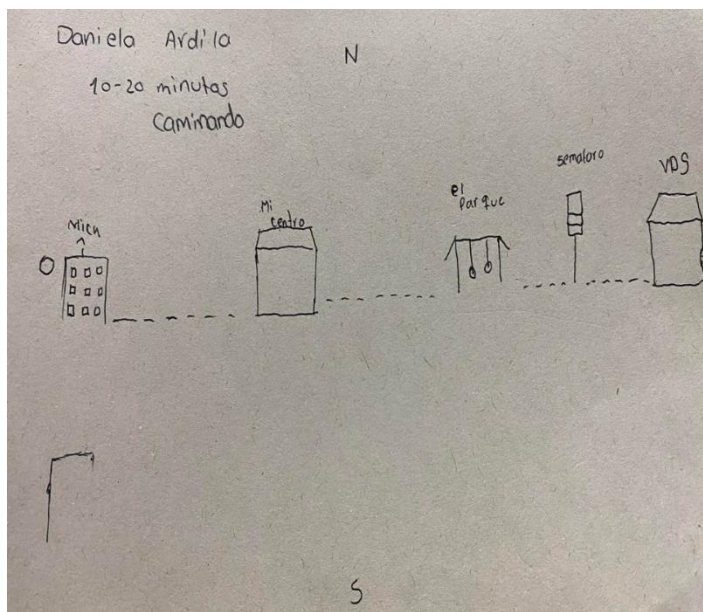 Daniela Ardila
N
10-20 minutos
Caminando
semaforo
VDS
el
parque
Mi
centro
S